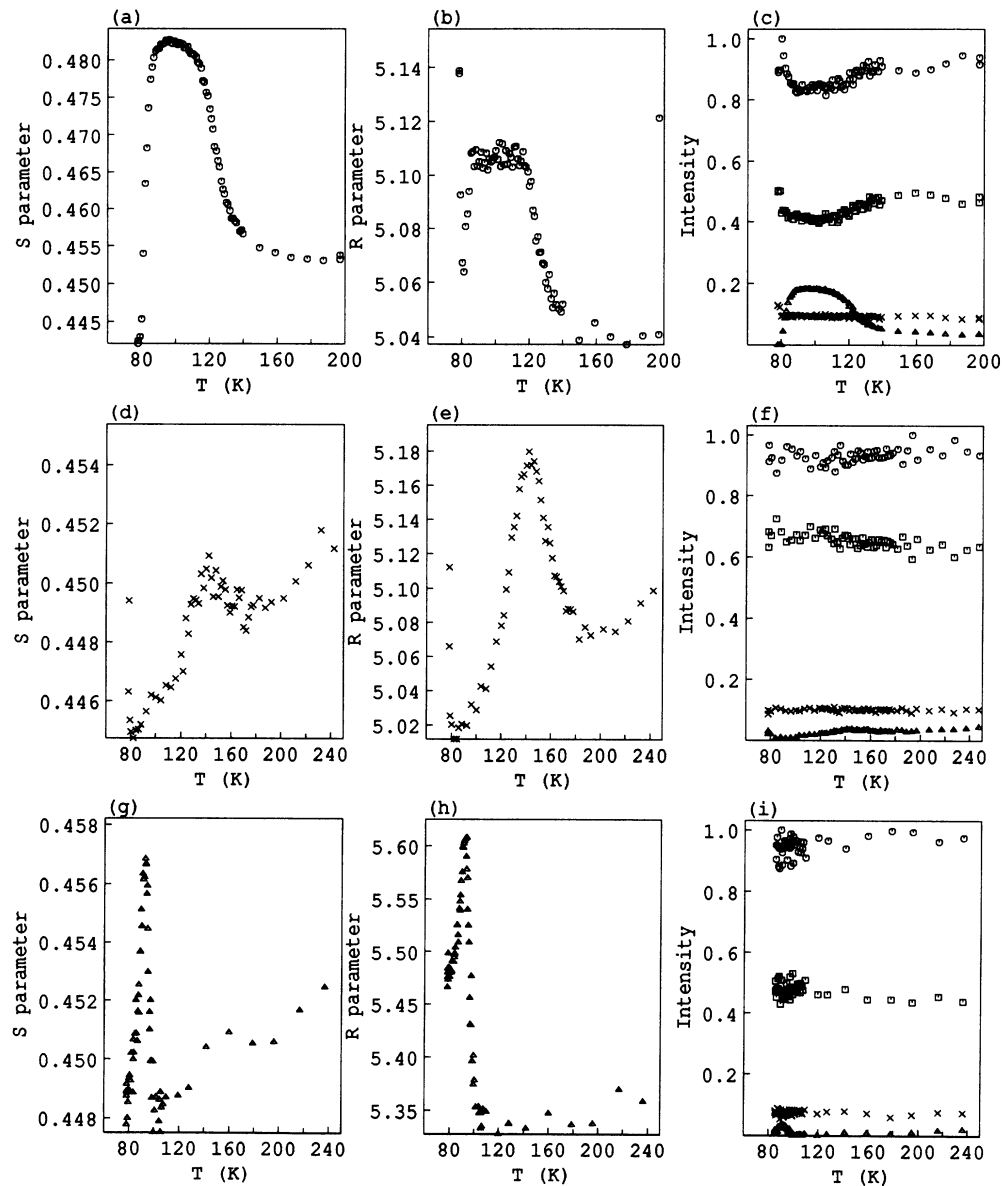 (a)
S parameter
0.480
0.475
0.470
0.465
0.460
0.455
0.450
0.445
80 120 160 200
T (K)
(b)
R parameter
5.14
5.12
5.10
5.08
5.06
5.04
80 120 160 200
T (K)
(c)
Intensity
1.0
0.8
0.6
0.4
0.2
80 120 160 200
T (K)
(d)
S parameter
0.454
0.452
0.450
0.448
0.446
80 120 160 200 240
T (K)
(e)
R parameter
5.18
5.16
5.14
5.12
5.10
5.08
5.06
5.04
5.02
80 120 160 200 240
T (K)
(f)
Intensity
1.0
0.8
0.6
0.4
0.2
80 120 160 200 240
T (K)
(g)
S parameter
0.458
0.456
0.454
0.452
0.450
0.448
80 120 160 200 240
T (K)
(h)
R parameter
5.60
5.55
5.50
5.45
5.40
5.35
80 120 160 200 240
T (K)
(i)
Intensity
1.0
0.8
0.6
0.4
0.2
80 120 160 200 240
T (K)